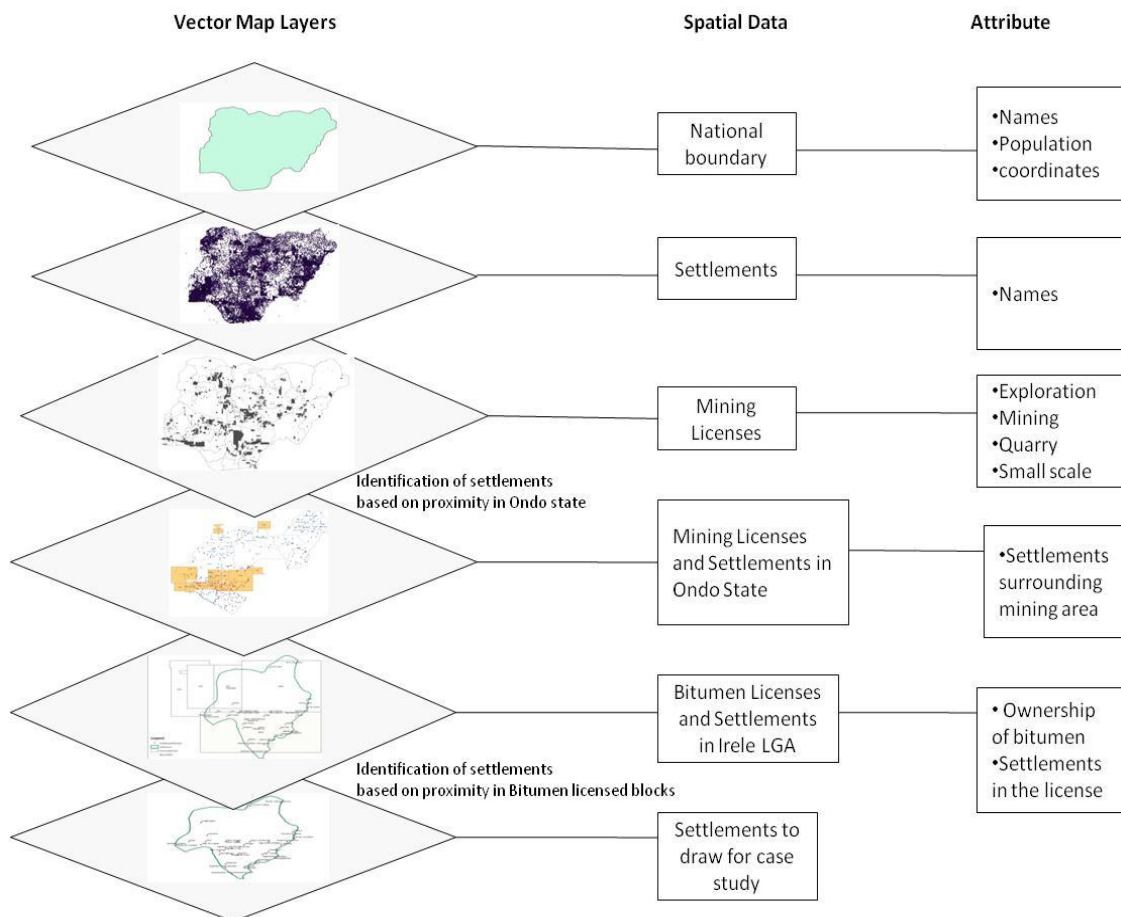 Vector Map Layers
Spatial Data
Attribute
National
boundary
•Names
•Population
•coordinates
Settlements
•Names
Mining
Licenses
•Exploration
•Mining
•Quarry
•Small scale
Identification of settlements
based on proximity in Ondo state
Mining Licenses
and Settlements in
Ondo State
•Settlements
surrounding
mining area
Bitumen Licenses
and Settlements
in Irele LGA
• Ownership
of bitumen
•Settlements
in the license
Identification of settlements
based on proximity in Bitumen licensed blocks
Settlements to
draw for case
study